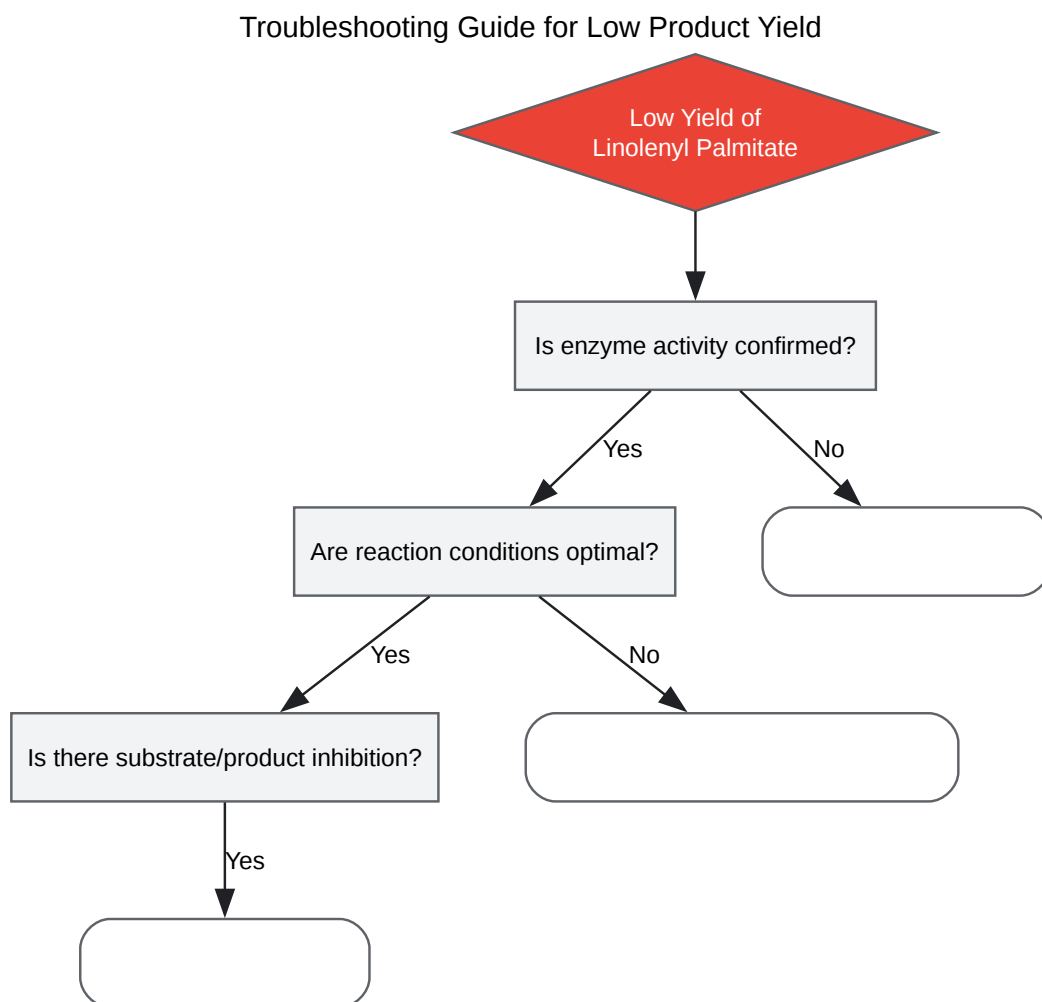 Troubleshooting Guide for Low Product Yield
Low Yield of
Linolenyl Palmitate
Is enzyme activity confirmed?
Yes
No
Are reaction conditions optimal?
Yes
No
Is there substrate/product inhibition?
Yes